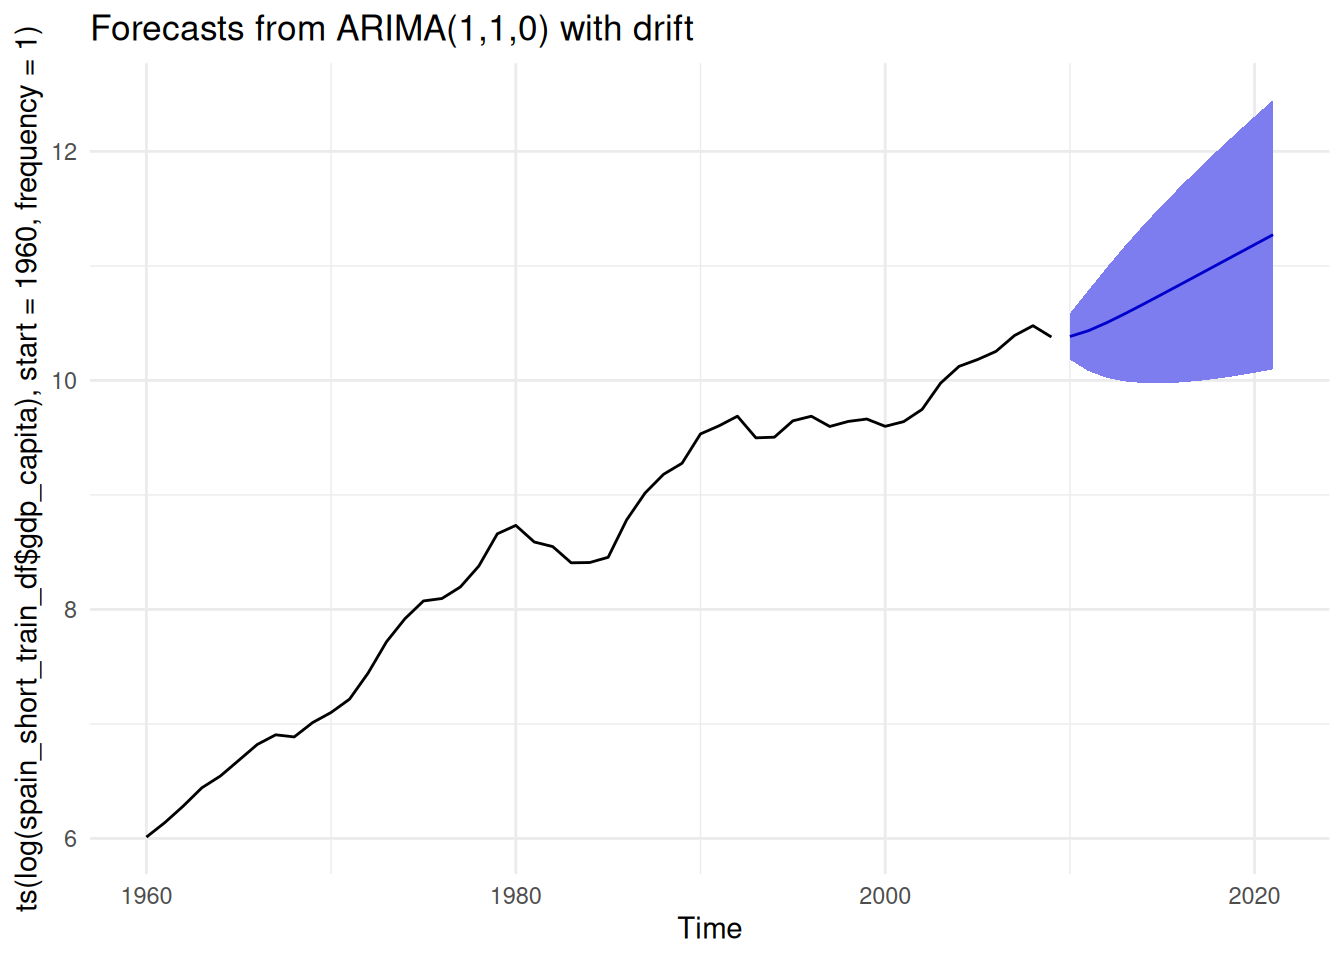 Forecasts from ARIMA(1,1,0) with drift
ts(log(spain_short_train_df$gdp_capita), start = 1960, frequency = 1)
12
10
8
6
1960
1980
2000
2020
Time